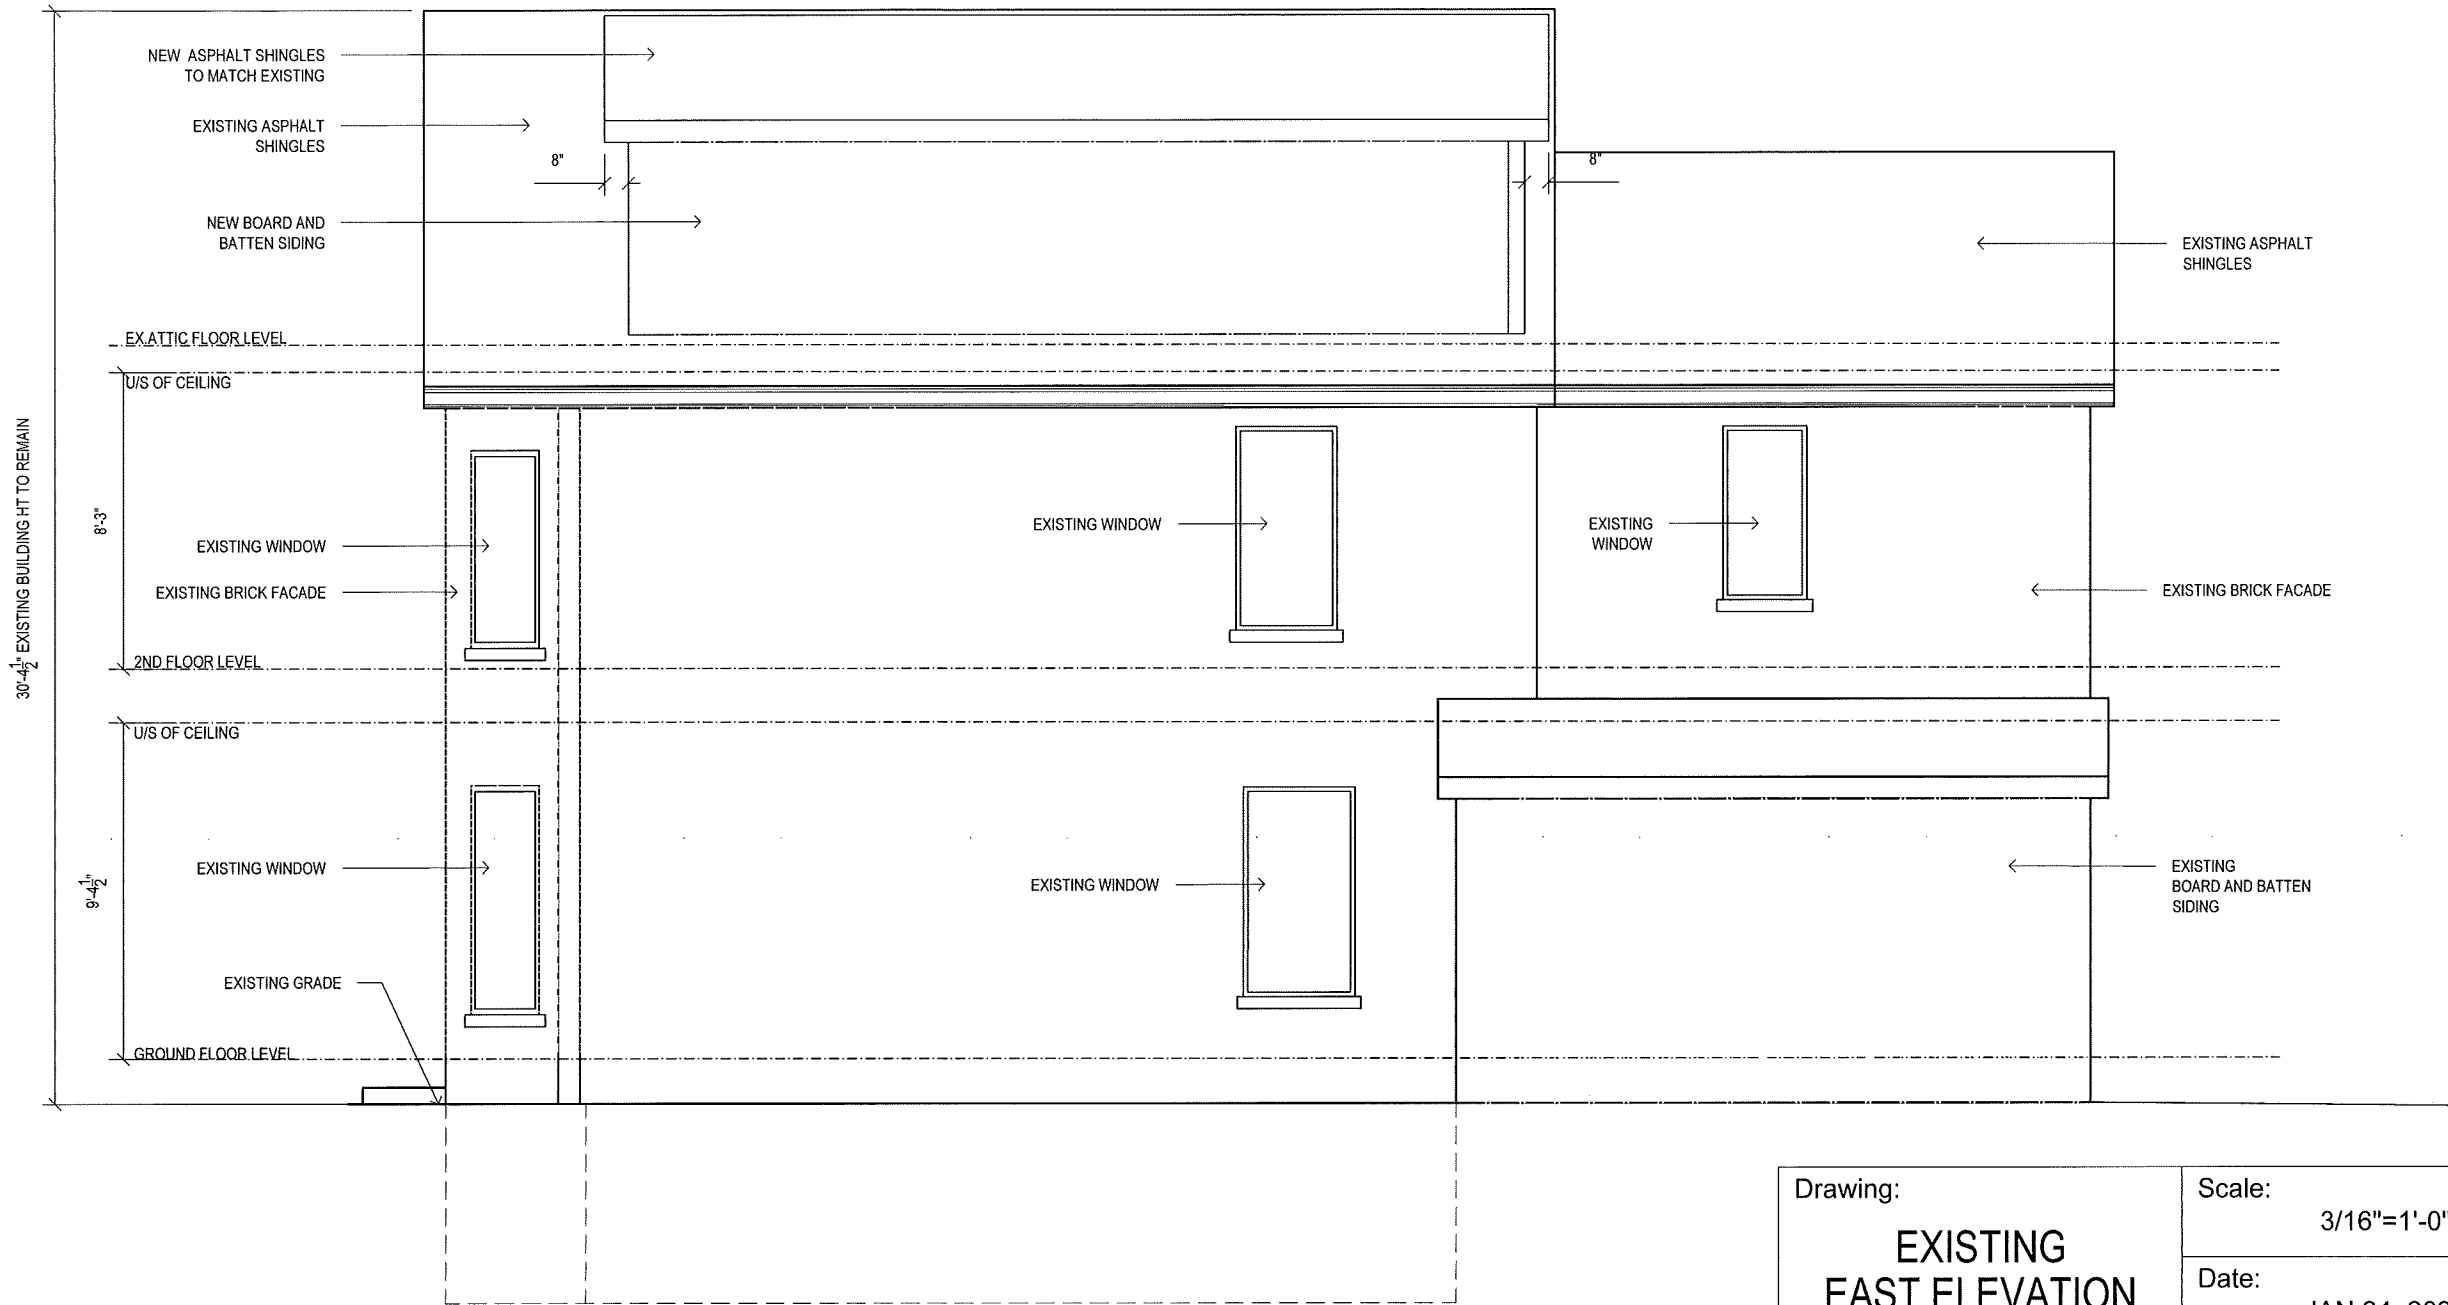 NEW ASPHALT SHINGLES
TO MATCH EXISTING
EXISTING ASPHALT
SHINGLES
8"
8"
NEW BOARD AND
BATTEN SIDING
EXISTING ASPHALT
SHINGLES
EX.ATTIC FLOOR LEVEL
U/S OF CEILING
30'-4½" EXISTING BUILDING HT TO REMAIN
8'-3"
EXISTING WINDOW
EXISTING WINDOW
EXISTING
WINDOW
EXISTING BRICK FACADE
EXISTING BRICK FACADE
2ND FLOOR LEVEL
U/S OF CEILING
9'-4½"
EXISTING WINDOW
EXISTING WINDOW
EXISTING
BOARD AND BATTEN
SIDING
EXISTING GRADE
GROUND FLOOR LEVEL
Drawing:
EXISTING
EAST ELEVATION
Scale:
3/16"=1'-0"
Date: